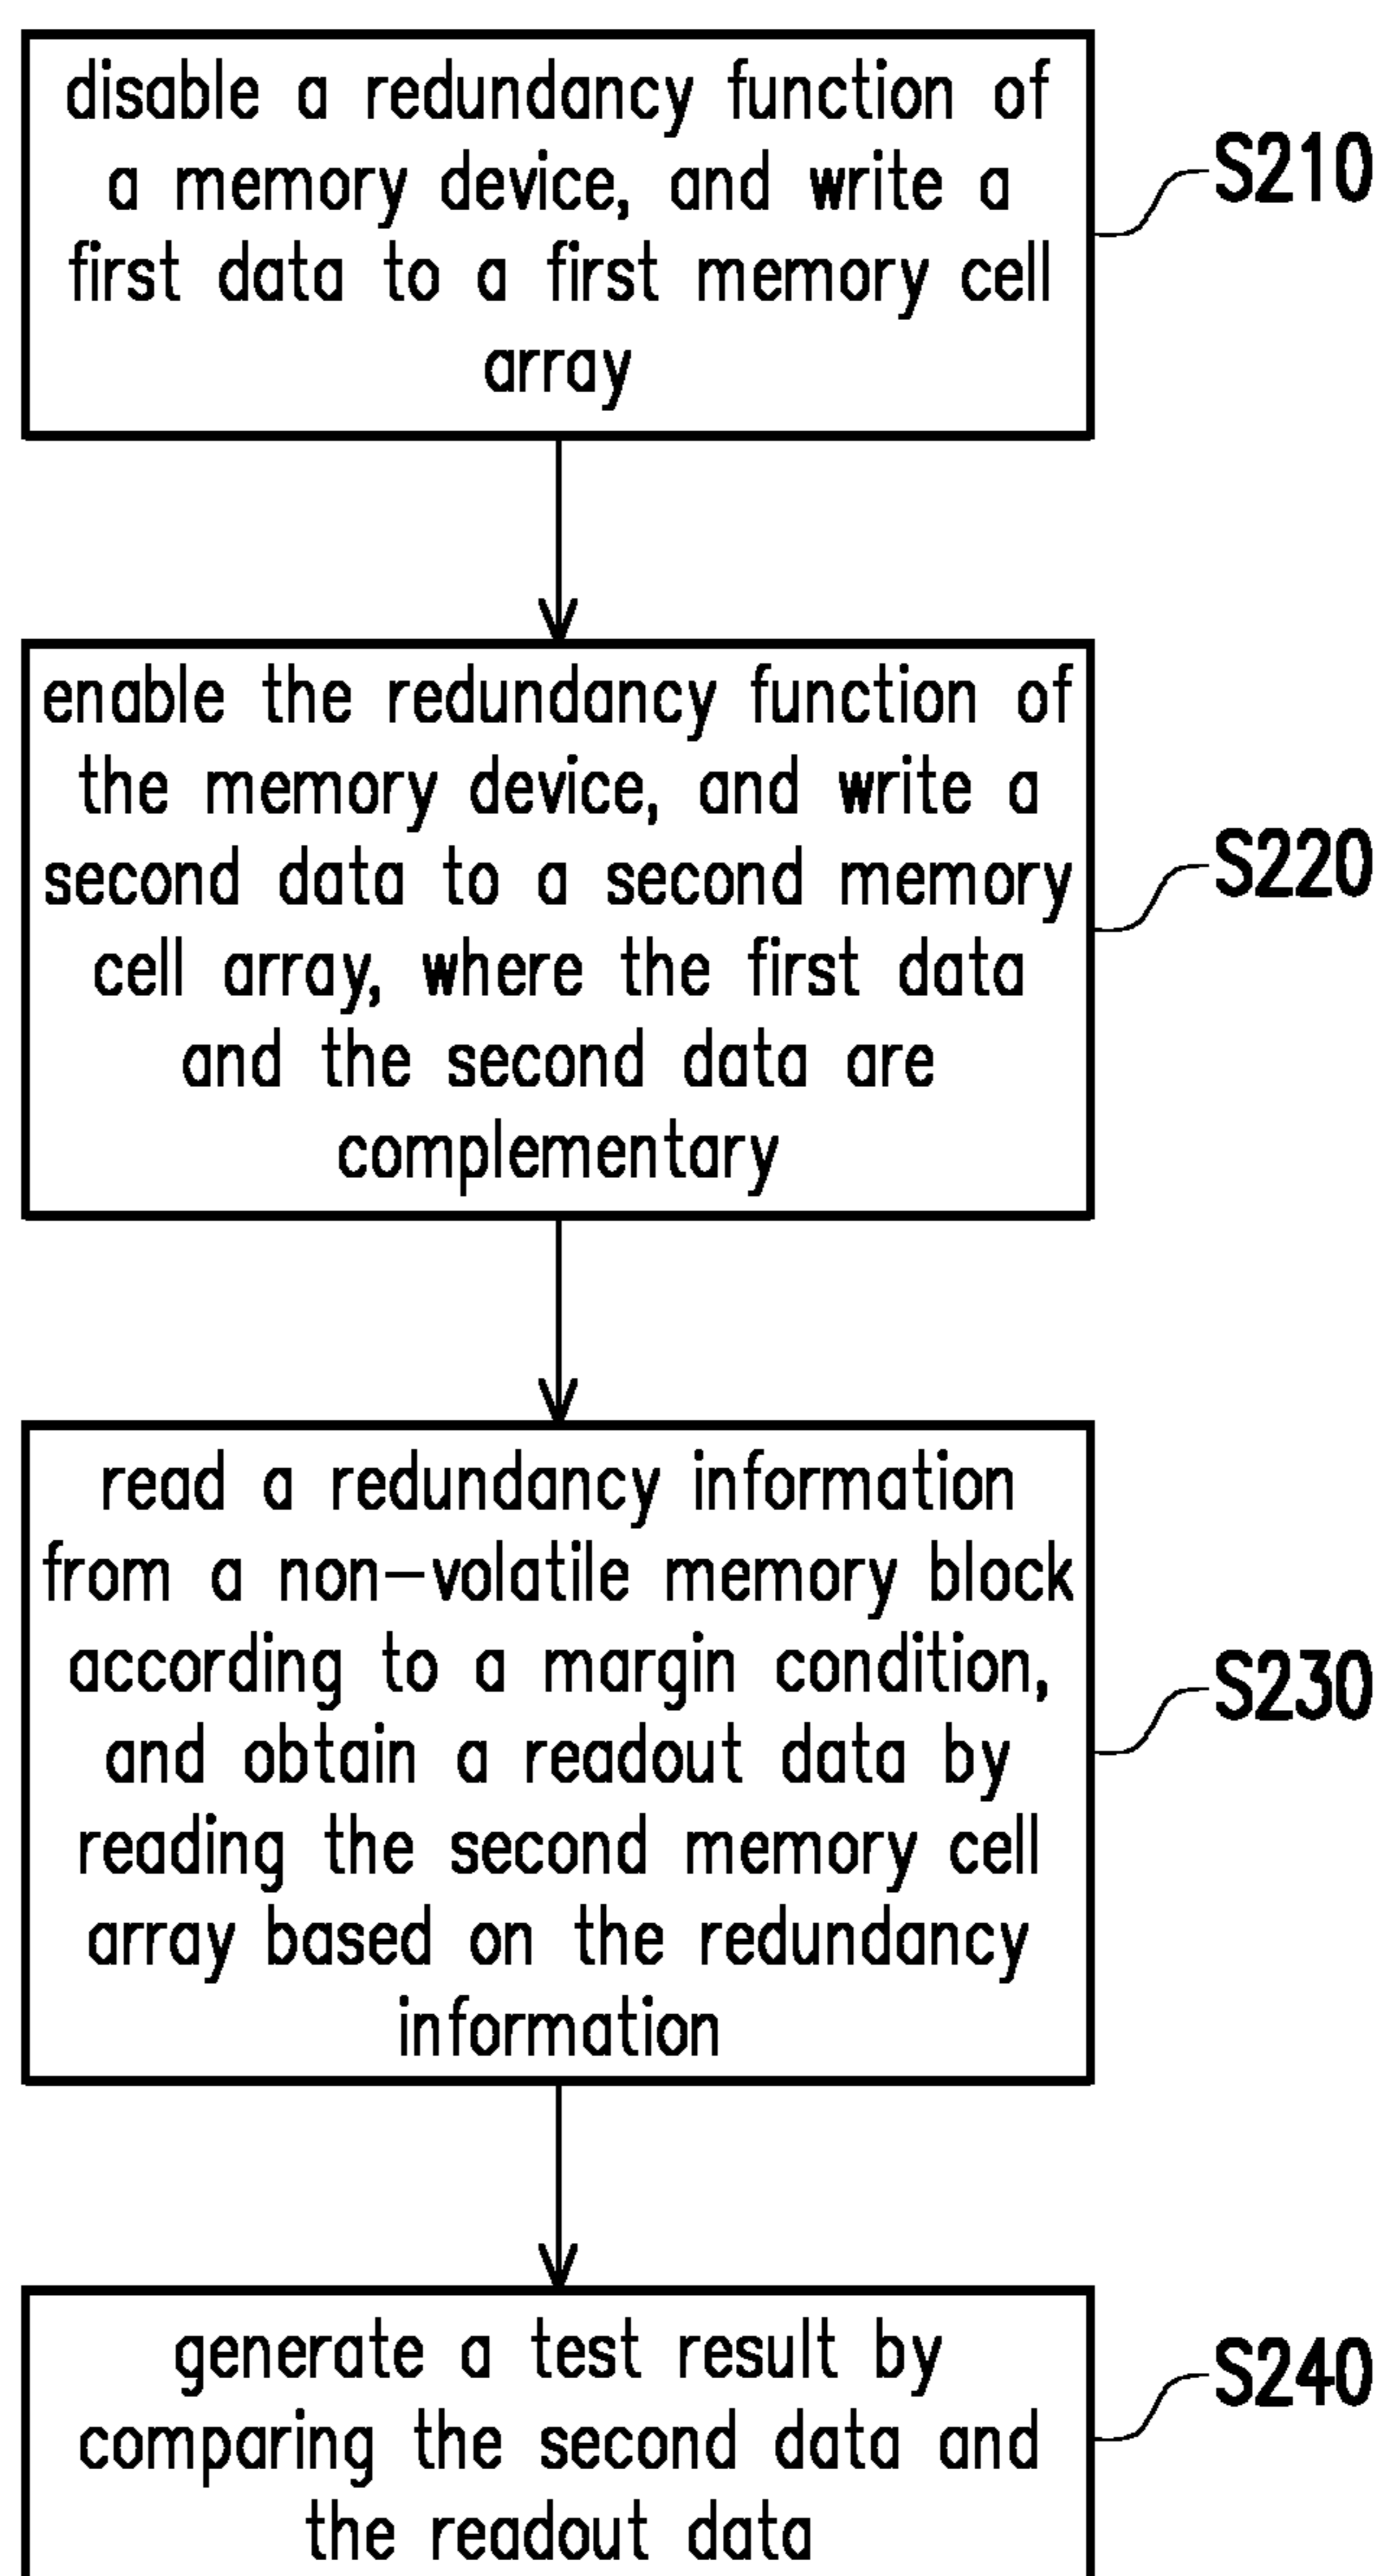 disable a redundancy function of
a memory device, and write a
first data to a first memory cell
array
S210
enable the redundancy function of
the memory device, and write a
second data to a second memory
cell array, where the first data
and the second data are
complementary
S220
read a redundancy information
from a non-volatile memory block
according to a margin condition,
and obtain a readout data by
reading the second memory cell
array based on the redundancy
information
S230
generate a test result by
comparing the second data and
the readout data
S240